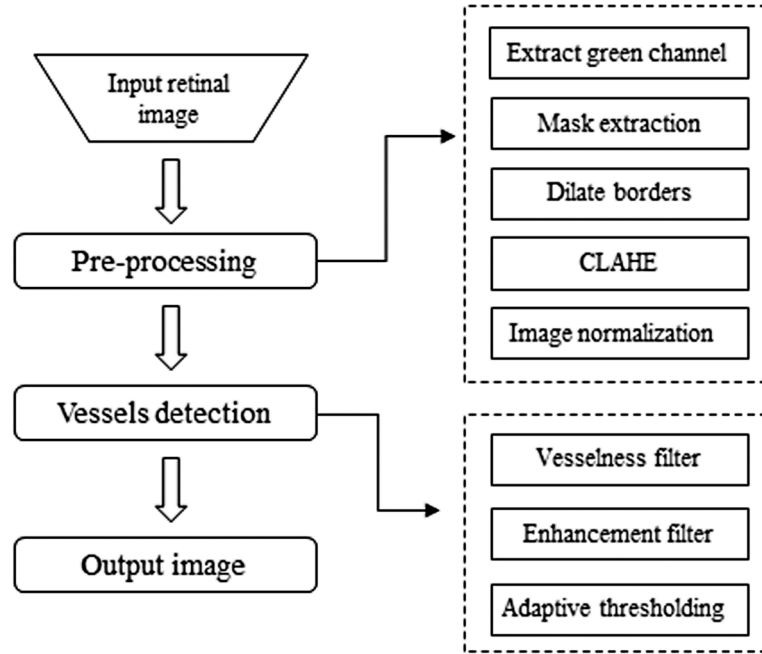 Input retinal
image
Pre-processing
Vessels detection
Output image
Extract green channel
Mask extraction
Dilate borders
CLAHE
Image normalization
Vesselness filter
Enhancement filter
Adaptive thresholding